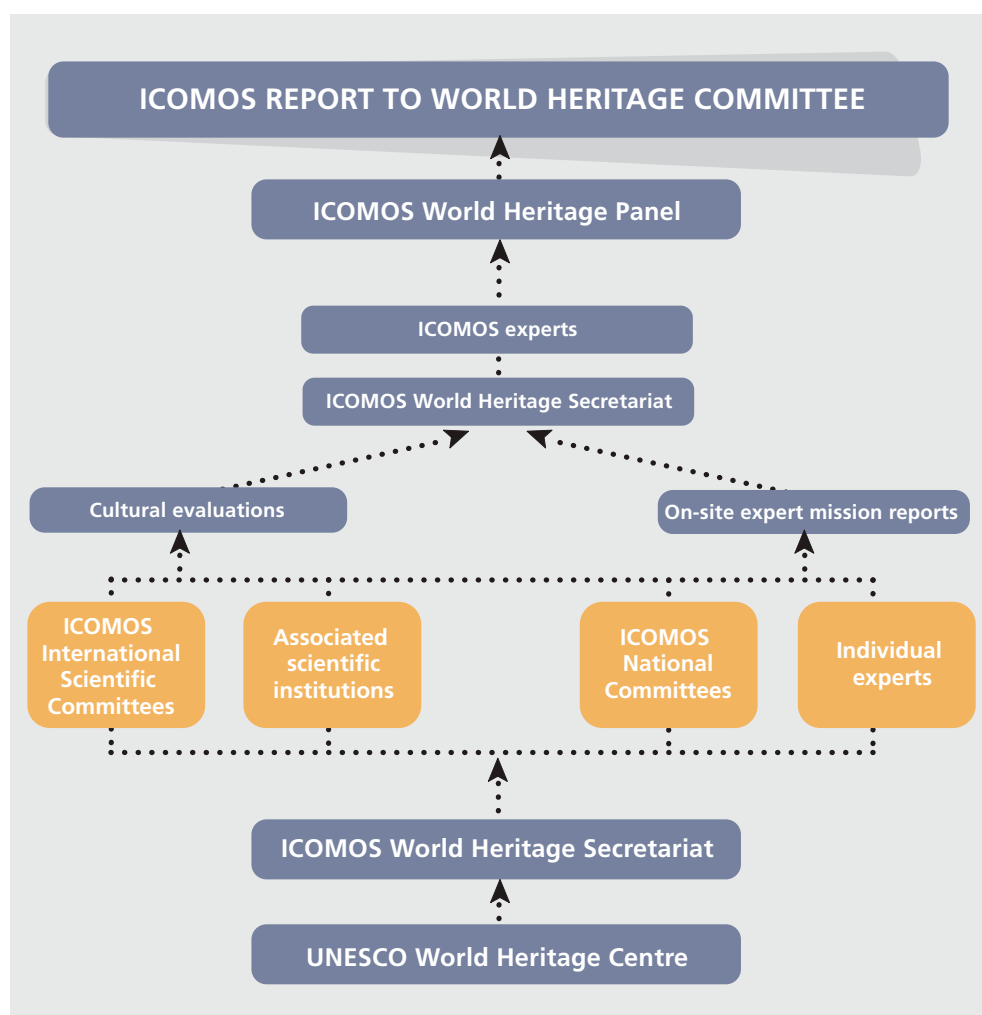 ICOMOS REPORT TO WORLD HERITAGE COMMITTEE
ICOMOS World Heritage Panel
ICOMOS experts
ICOMOS World Heritage Secretariat
Cultural evaluations
On-site expert mission reports
ICOMOS
International
Scientific
Committees
Associated
scientific
institutions
ICOMOS
National
Committees
Individual
experts
ICOMOS World Heritage Secretariat
UNESCO World Heritage Centre